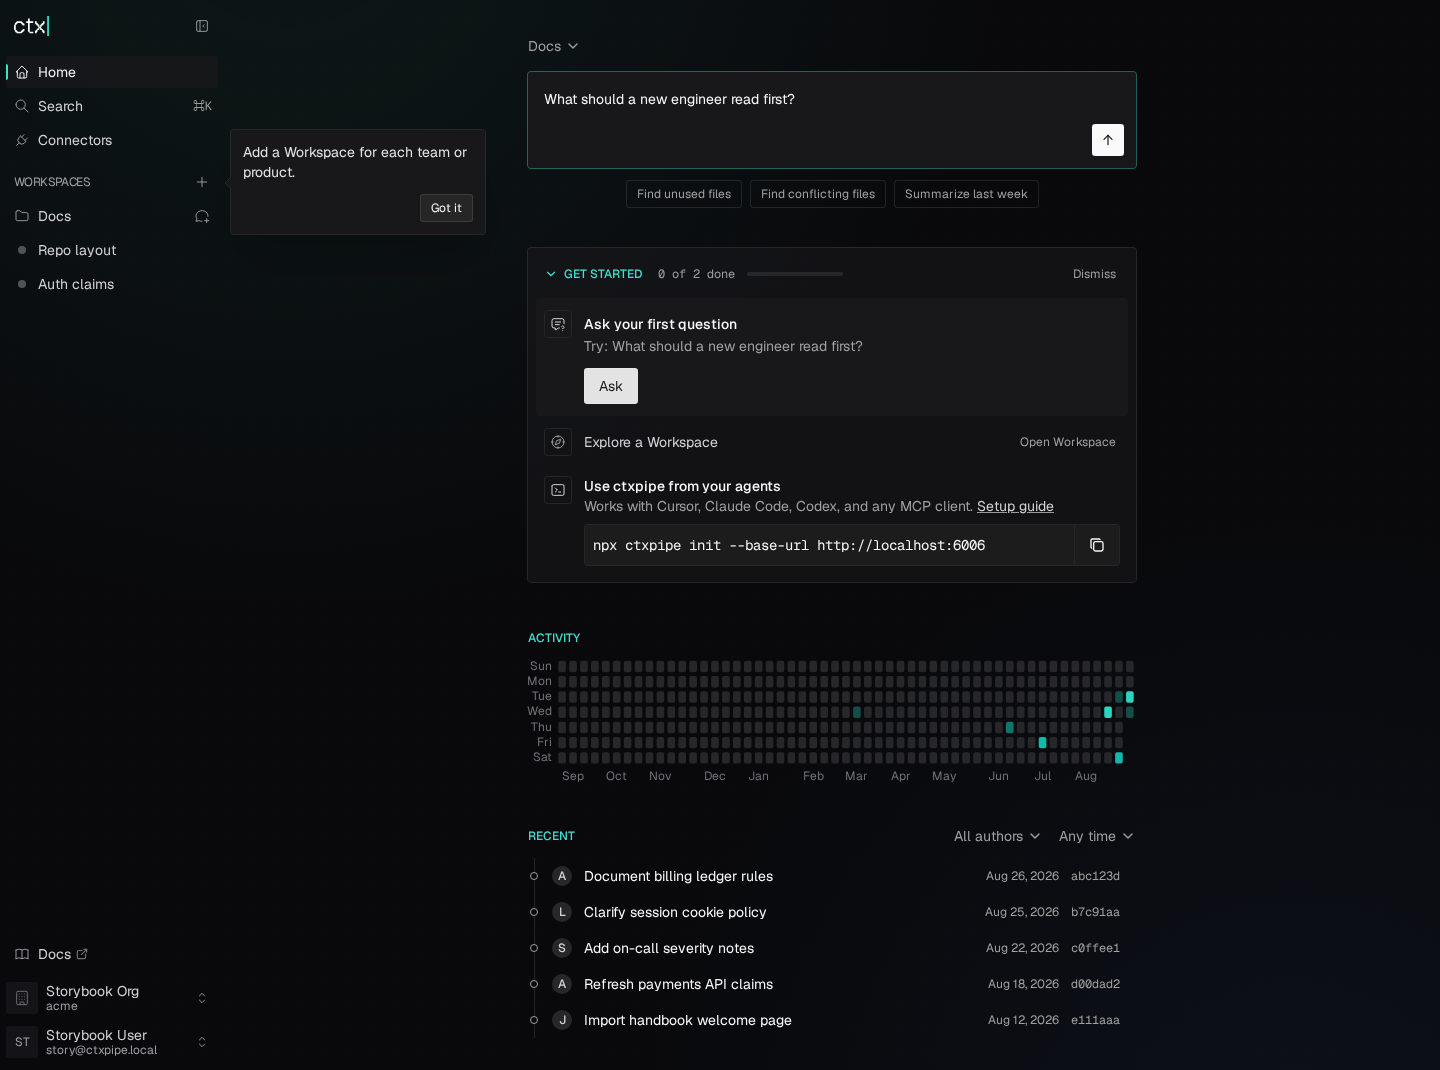 ctx
Home
Search ⌘K
Connectors
WORKSPACES
Docs
Repo layout
Auth claims
Add a Workspace for each team or
product.
Got it
Docs
What should a new engineer read first?
Find unused files
Find conflicting files
Summarize last week
GET STARTED 0 of 2 done Dismiss
Ask your first question
Try: What should a new engineer read first?
Ask
Explore a Workspace Open Workspace
Use ctxpipe from your agents
Works with Cursor, Claude Code, Codex, and any MCP client. Setup guide
npx ctxpipe init --base-url http://localhost:6006
ACTIVITY
Sun
Mon
Tue
Wed
Thu
Fri
Sat
Sep Oct Nov Dec Jan Feb Mar Apr May Jun Jul Aug
RECENT All authors Any time
A Document billing ledger rules Aug 26, 2026 abc123d
L Clarify session cookie policy Aug 25, 2026 b7c91aa
S Add on-call severity notes Aug 22, 2026 c0ffee1
A Refresh payments API claims Aug 18, 2026 d00dad2
J Import handbook welcome page Aug 12, 2026 e111aaa
Docs
Storybook Org
acme
ST Storybook User
story@ctxpipe.local